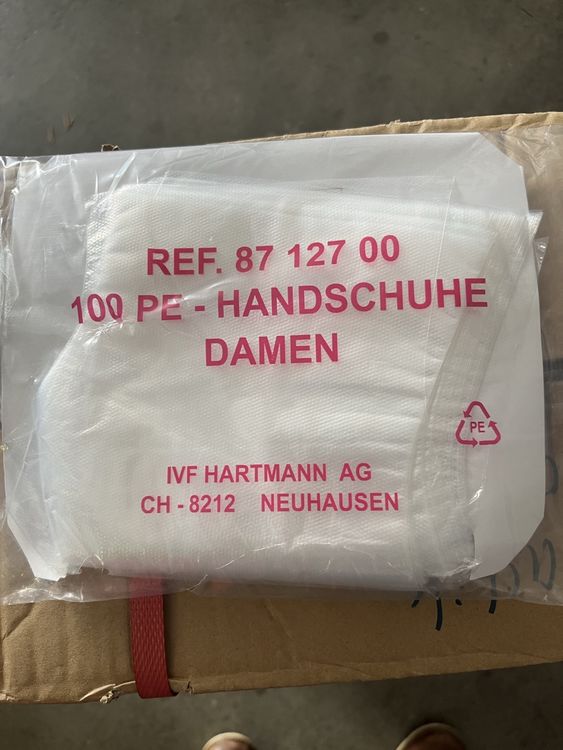 REF. 87 127 00
100 PE - HANDSCHUHE
DAMEN
PE
IVF HARTMANN AG
CH - 8212 NEUHAUSEN